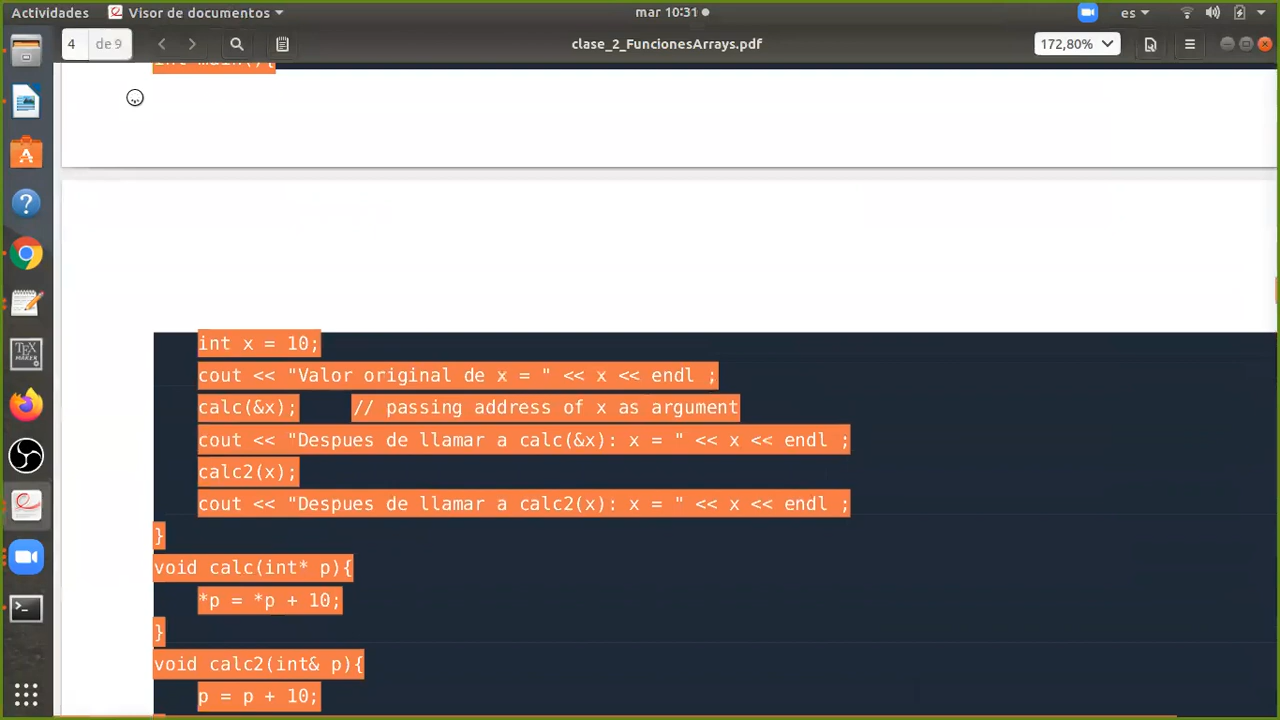 Actividades
Visor de documentos
mar 10:31
es
4
de 9
clase_2_FuncionesArrays.pdf
172,80%
int main(){
int x = 10;
cout << "Valor original de x = " << x << endl ;
calc(&x); // passing address of x as argument
cout << "Despues de llamar a calc(&x): x = " << x << endl ;
calc2(x);
cout << "Despues de llamar a calc2(x): x = " << x << endl ;
}
void calc(int* p){
*p = *p + 10;
}
void calc2(int& p){
p = p + 10;